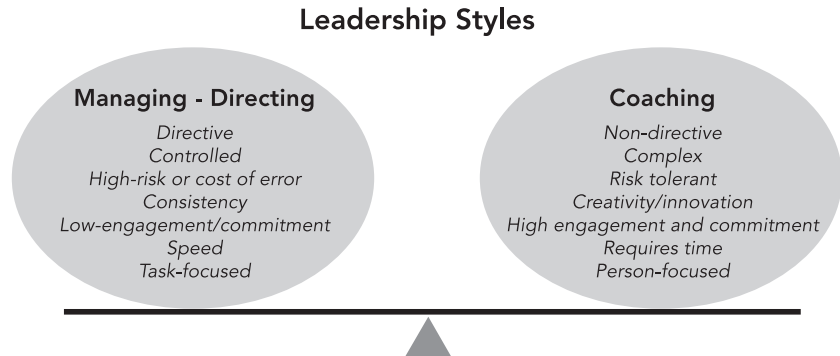 Leadership Styles
Managing - Directing
Directive
Controlled
High-risk or cost of error
Consistency
Low-engagement/commitment
Speed
Task-focused
Coaching
Non-directive
Complex
Risk tolerant
Creativity/innovation
High engagement and commitment
Requires time
Person-focused